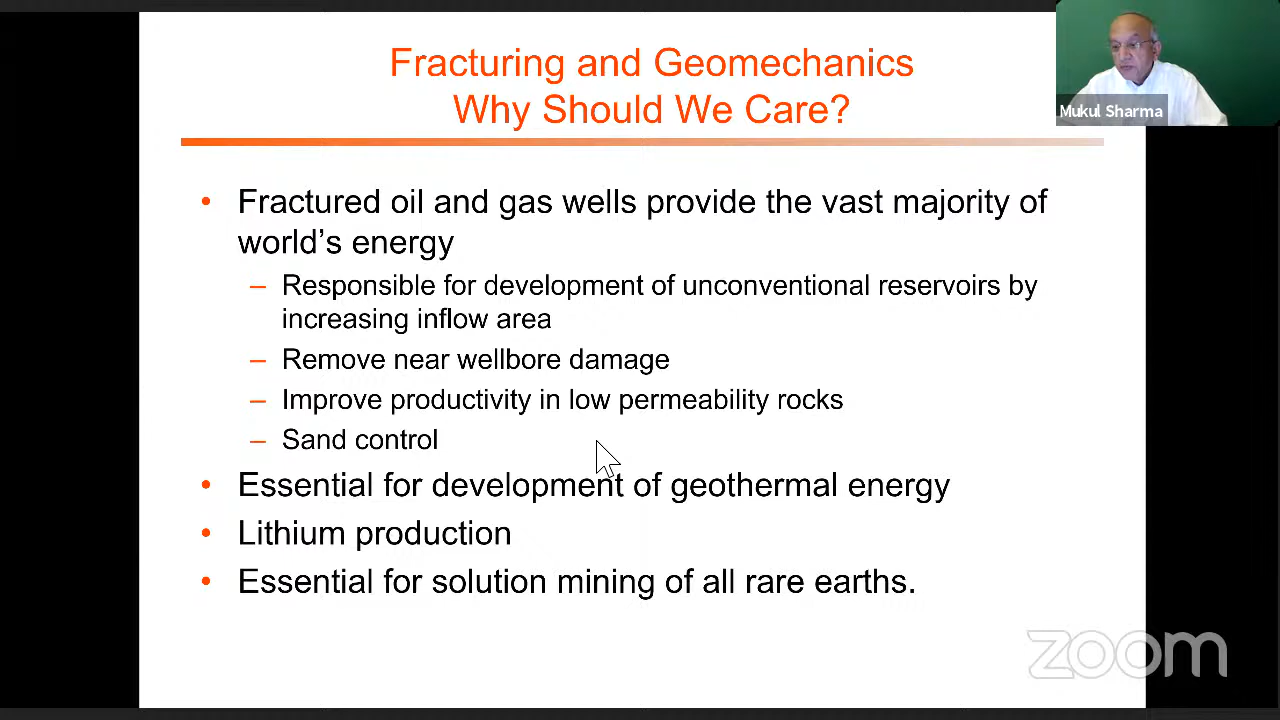 Fracturing and Geomechanics
Why Should We Care?
Mukul Sharma
• Fractured oil and gas wells provide the vast majority of
world's energy
– Responsible for development of unconventional reservoirs by
increasing inflow area
– Remove near wellbore damage
– Improve productivity in low permeability rocks
– Sand control
• Essential for development of geothermal energy
• Lithium production
• Essential for solution mining of all rare earths.
zoom